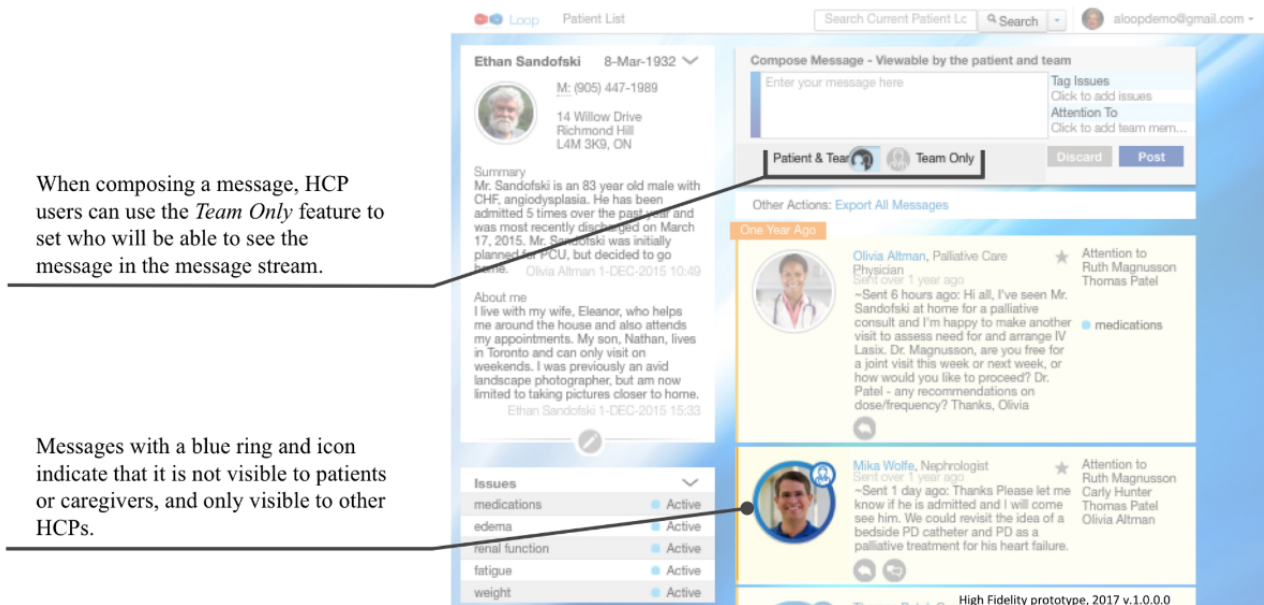 Loop
Patient List
Search Current Patient Lc
Search
aloopdemo@gmail.com
When composing a message, HCP
users can use the Team Only feature to
set who will be able to see the
message in the message stream.
Messages with a blue ring and icon
indicate that it is not visible to patients
or caregivers, and only visible to other
HCPs.
Ethan Sandofski 8-Mar-1932
M: (905) 447-1989
14 Willow Drive
Richmond Hill
L4M 3K9, ON
Summary
Mr. Sandofski is an 83 year old male with
CHF, angiodysplasia. He has been
admitted 5 times over the past year and
was most recently discharged on March
17, 2015. Mr. Sandofski was initially
planned for PCU, but decided to go
home. Olivia Altman 1-DEC-2015 10:49
About me
I live with my wife, Eleanor, who helps
me around the house and also attends
my appointments. My son, Nathan, lives
in Toronto and can only visit on
weekends. I was previously an avid
landscape photographer, but am now
limited to taking pictures closer to home.
Ethan Sandofski 1-DEC-2015 15:33
Issues
medications Active
edema Active
renal function Active
fatigue Active
weight Active
Compose Message - Viewable by the patient and team
Enter your message here
Tag Issues
Click to add issues
Attention To
Click to add team mem...
Patient & Tear
Team Only
Discard
Post
Other Actions: Export All Messages
One Year Ago
Olivia Altman, Palliative Care
Physician
Sent over 1 year ago
~Sent 6 hours ago: Hi all, I've seen Mr.
Sandofski at home for a palliative
consult and I'm happy to make another
visit to assess need for and arrange IV
Lasix. Dr. Magnusson, are you free for
a joint visit this week or next week, or
how would you like to proceed? Dr.
Patel - any recommendations on
dose/frequency? Thanks, Olivia
Attention to
Ruth Magnusson
Thomas Patel
medications
Mika Wolfe, Nephrologist
Sent over 1 year ago
~Sent 1 day ago: Thanks Please let me
know if he is admitted and I will come
see him. We could revisit the idea of a
bedside PD catheter and PD as a
palliative treatment for his heart failure.
Attention to
Ruth Magnusson
Carly Hunter
Thomas Patel
Olivia Altman
High Fidelity prototype, 2017 v.1.0.0.0